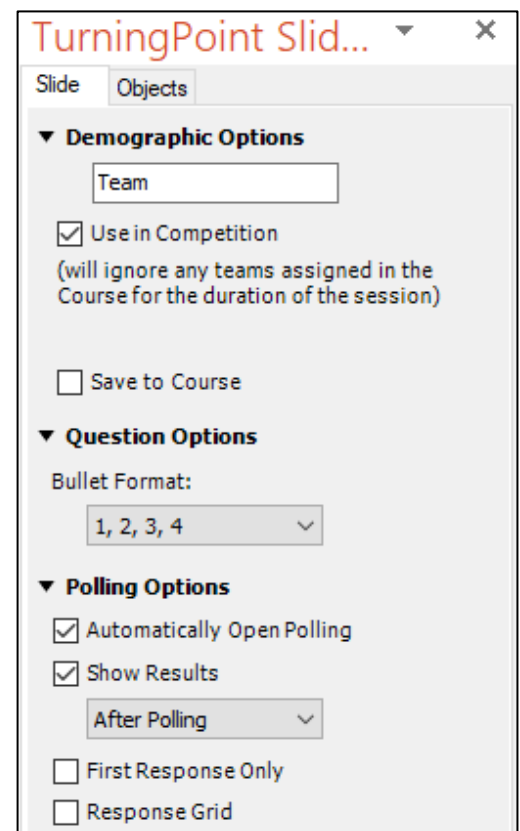 TurningPoint Slid...
Slide Objects
Demographic Options
Team
Use in Competition
(will ignore any teams assigned in the
Course for the duration of the session)
Save to Course
Question Options
Bullet Format:
1, 2, 3, 4
Polling Options
Automatically Open Polling
Show Results
After Polling
First Response Only
Response Grid